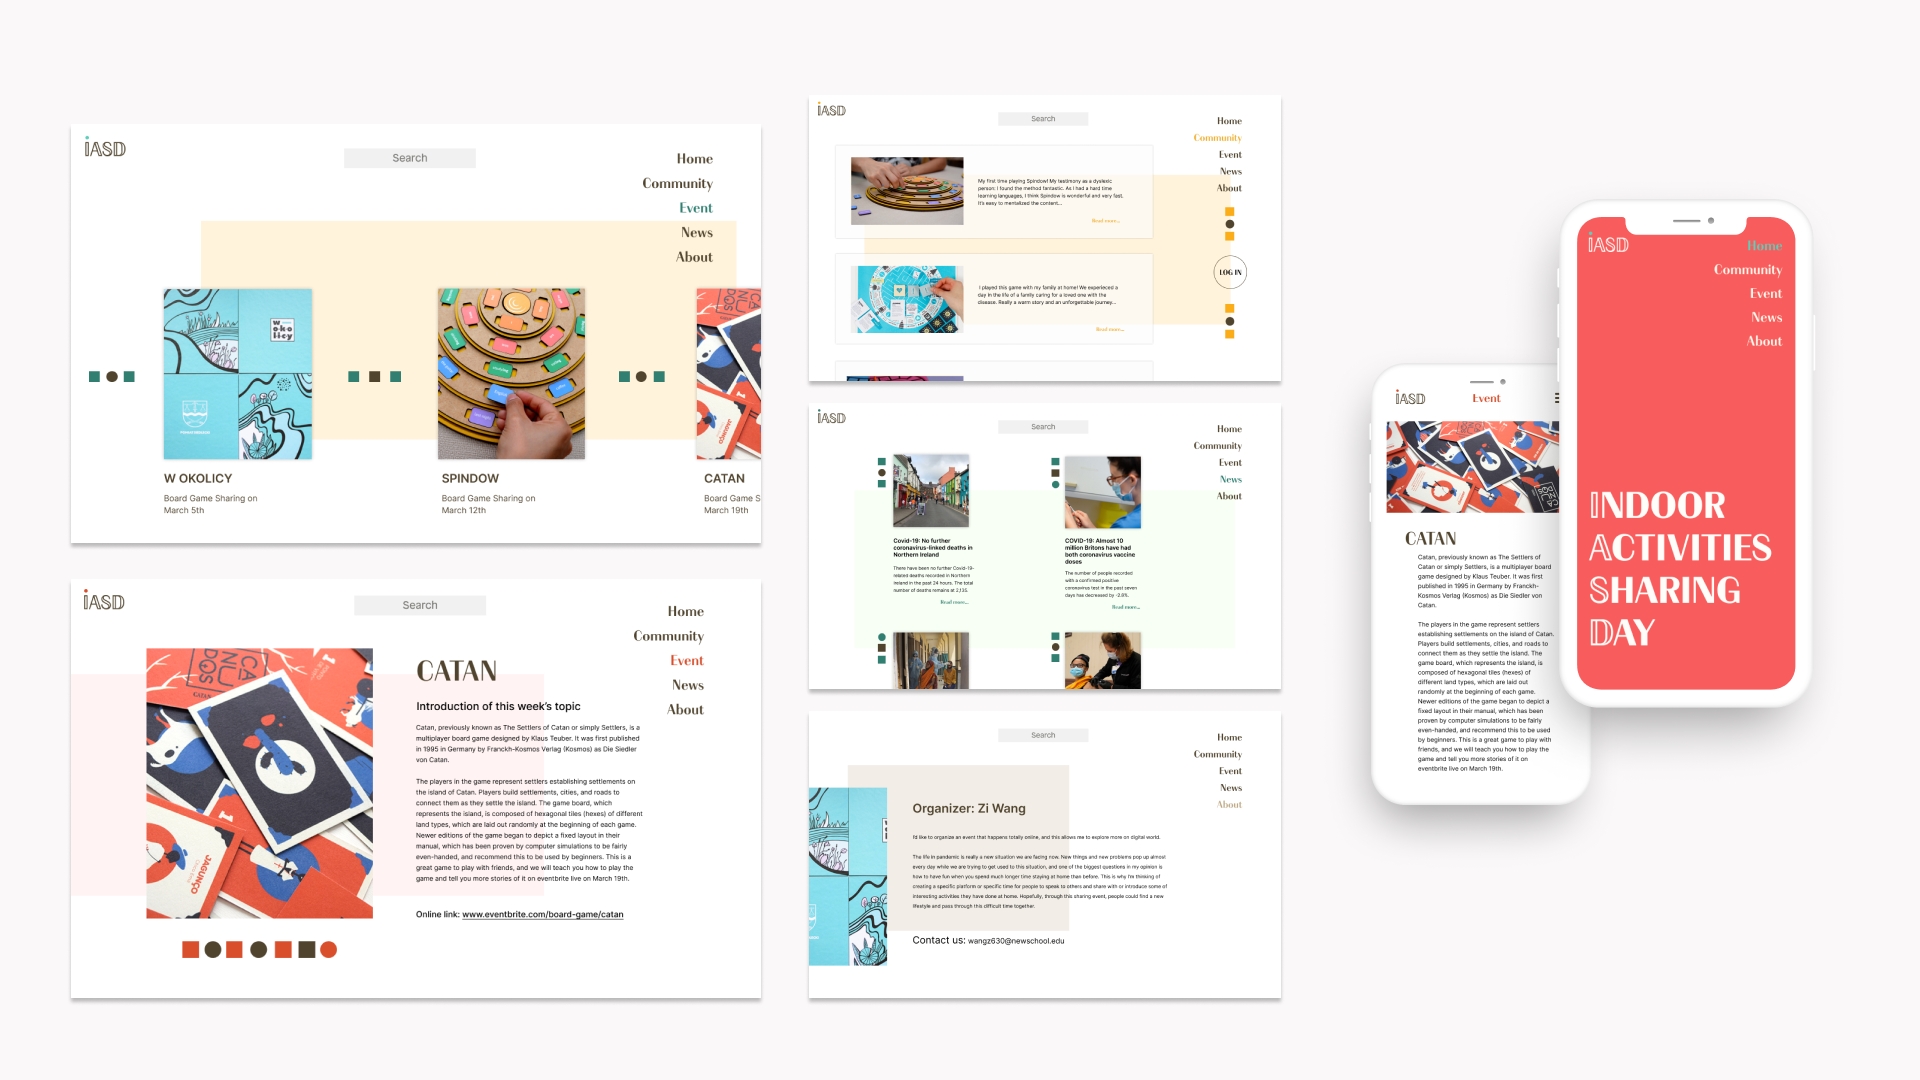 iASD
Search
Home
Community
Event
News
About
W okolicy
W OKOLICY
Board Game Sharing on
March 5th
SPINDOW
Board Game Sharing on
March 12th
CATAN
Board Game S
March 19th
iASD
Search
Home
Community
Event
News
About
CATAN
Introduction of this week's topic
Catan, previously known as The Settlers of Catan or simply Settlers, is a
multiplayer board game designed by Klaus Teuber. It was first published
in 1995 in Germany by Franckh-Kosmos Verlag (Kosmos) as Die Siedler
von Catan.
The players in the game represent settlers establishing settlements on
the island of Catan. Players build settlements, cities, and roads to
connect them as they settle the island. The game board, which
represents the island, is composed of hexagonal tiles (hexes) of different
land types, which are laid out randomly at the beginning of each game.
Newer editions of the game began to depict a fixed layout in their
manual, which has been proven by computer simulations to be fairly
even-handed, and recommend this to be used by beginners. This is a
great game to play with friends, and we will teach you how to play the
game and tell you more stories of it on eventbrite live on March 19th.
Online link: www.eventbrite.com/board-game/catan
JAGUNÇO
iASD
Search
Home
Community
Event
News
About
My first time playing Spindow! My testimony as a dyslexic
person: I found the method fantastic. As I had a hard time
learning languages, I think Spindow is wonderful and very fast,
it's easy to mentalized the content...
Read more...
LOG IN
I played this game with my family at home! We experienced a
day in the life of a family caring for a loved one with the
disease. Really a warm story and an unforgettable journey...
Read more...
iASD
Search
Home
Community
Event
News
About
Covid-19: No further
coronavirus-linked deaths in
Northern Ireland
There have been no further Covid-19-
related deaths recorded in Northern
Ireland in the past 24 hours. The total
number of deaths remains at 2,135.
Read more...
COVID-19: Almost 10
million Britons have had
both coronavirus vaccine
doses
The number of people recorded
with a confirmed positive
coronavirus test in the past seven
days has decreased by -2.8%.
Read more...
Search
Home
Community
Event
News
About
Organizer: Zi Wang
I'd like to organize an event that happens totally online, and this allows me to explore more on digital world.
The life in pandemic is really a new situation we are facing now. New things and new problems pop up almost
every day while we are trying to get used to this situation, and one of the biggest questions in my opinion is
how to have fun when you spend much longer time staying at home than before. This is why I'm thinking of
creating a specific platform or specific time for people to speak to others and share with or introduce some of
interesting activities they have done at home. Hopefully, through this sharing event, people could find a new
lifestyle and pass through this difficult time together.
Contact us: wangz630@newschool.edu
iASD
Event
CATAN
Catan, previously known as The Settlers of
Catan or simply Settlers, is a multiplayer board
game designed by Klaus Teuber. It was first
published in 1995 in Germany by Franckh-
Kosmos Verlag (Kosmos) as Die Siedler von
Catan.
The players in the game represent settlers
establishing settlements on the island of Catan.
Players build settlements, cities, and roads to
connect them as they settle the island. The
game board, which represents the island, is
composed of hexagonal tiles (hexes) of
different land types, which are laid out
randomly at the beginning of each game.
Newer editions of the game began to depict a
fixed layout in their manual, which has been
proven by computer simulations to be fairly
even-handed, and recommend this to be used
by beginners. This is a great game to play with
friends, and we will teach you how to play the
game and tell you more stories of it on
eventbrite live on March 19th.
iASD
Home
Community
Event
News
About
INDOOR
ACTIVITIES
SHARING
DAY